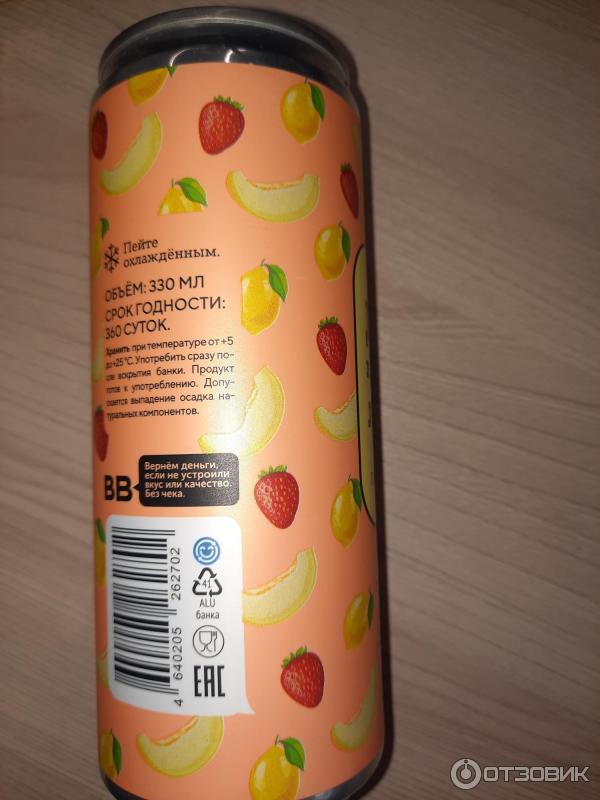 Пейте
охлаждённым.
ОБЪЁМ: 330 МЛ
СРОК ГОДНОСТИ:
360 СУТОК.
Хранить при температуре от +5
до +25 °С. Употребить сразу по-
сле вскрытия банки. Продукт
готов к употреблению. Допу-
скается выпадение осадка на-
туральных компонентов.
ВВ
Вернём деньги,
если не устроили
вкус или качество.
Без чека.
41
ALU
банка
EAC
4 640205 262702
ОТЗОВИК